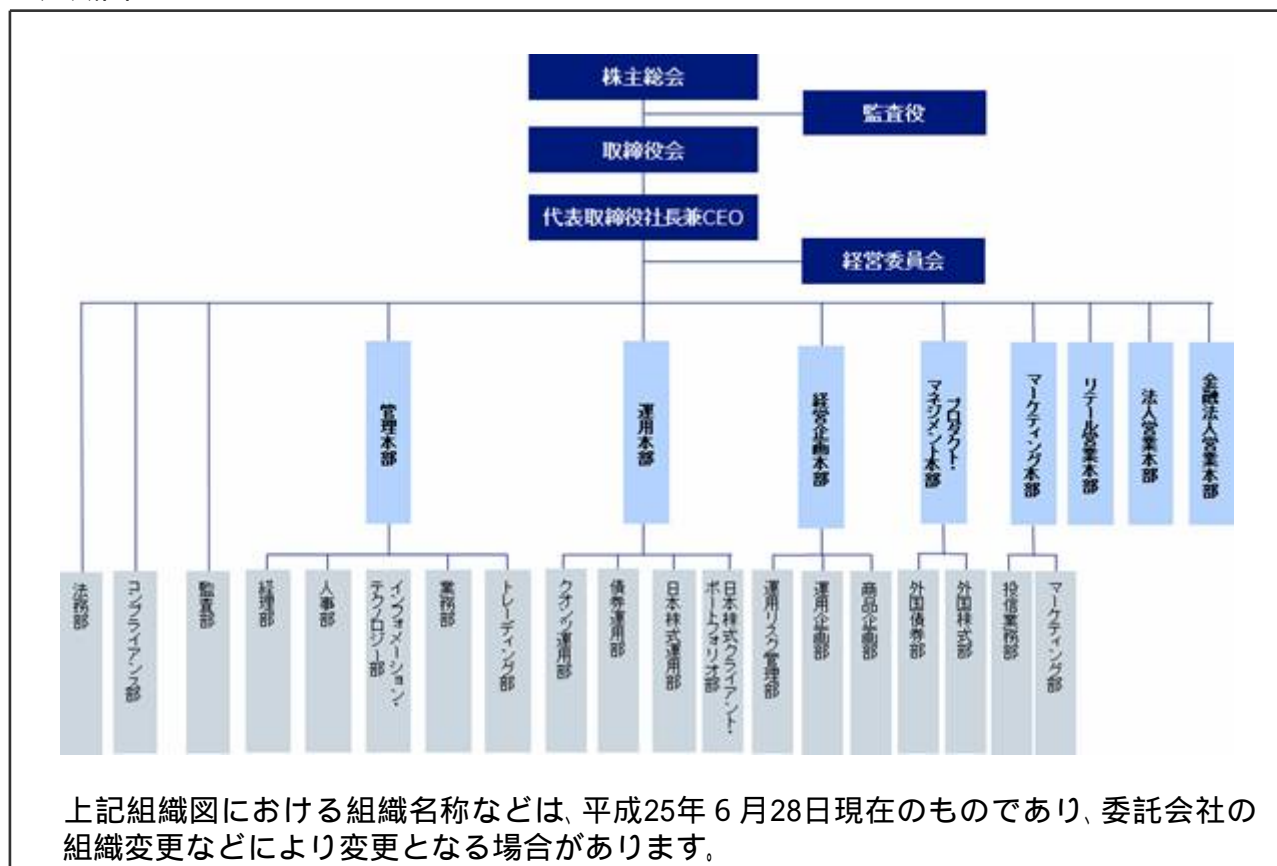 株主総会
監査役
取締役会
代表取締役社長兼CEO
経営委員会
管理本部
運用本部
経営企画本部
プロダクト・
マネジメント本部
マーケティング本部
リテール営業本部
法人営業本部
金融法人営業本部
法務部
コンプライアンス部
監査部
経理部
人事部
インフォメーション・
テクノロジー部
業務部
トレーディング部
クオンツ運用部
債券運用部
日本株式運用部
日本株式クライアント・
ポートフォリオ部
運用リスク管理部
運用企画部
商品企画部
外国債券部
外国株式部
投信業務部
マーケティング部
上記組織図における組織名称などは、平成25年6月28日現在のものであり、委託会社の
組織変更などにより変更となる場合があります。